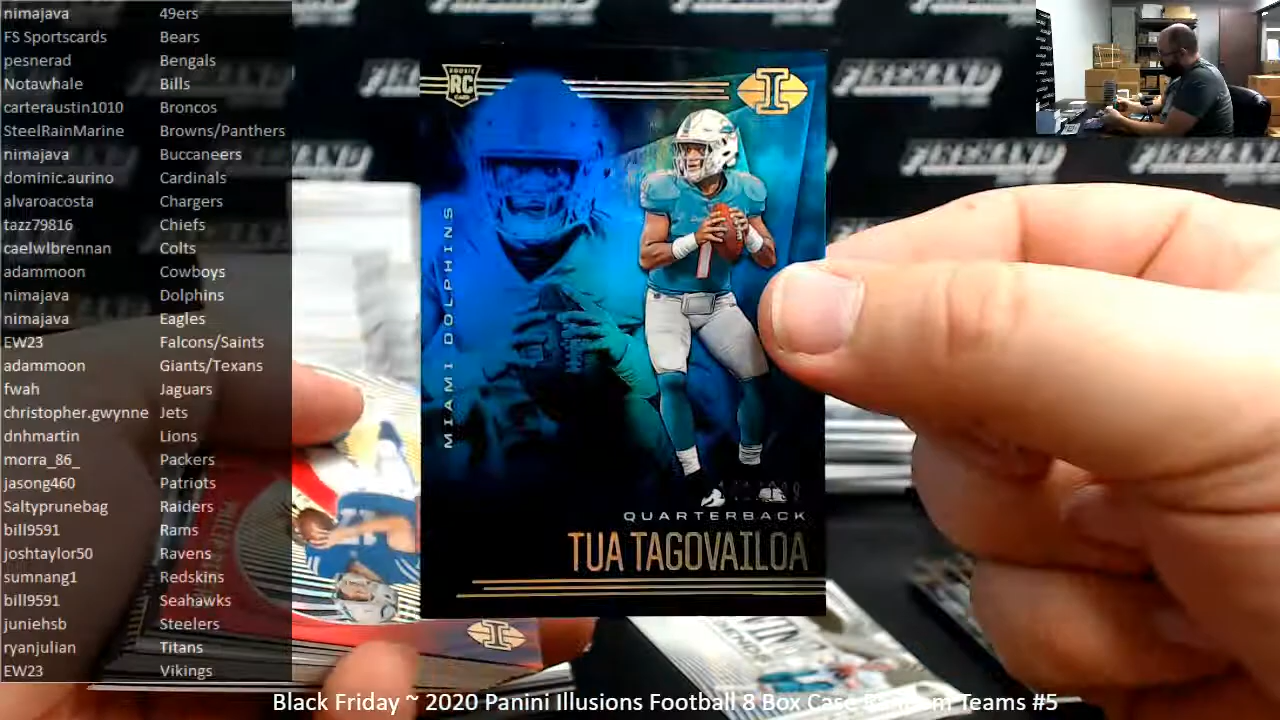 nimajava 49ers
FS Sportscards Bears
pesnerad Bengals
Notawhale Bills
carteraustin1010 Broncos
SteelRainMarine Browns/Panthers
nimajava Buccaneers
dominic.aurino Cardinals
alvaroacosta Chargers
tazz79816 Chiefs
caelwlbrennan Colts
adammoon Cowboys
nimajava Dolphins
nimajava Eagles
EW23 Falcons/Saints
adammoon Giants/Texans
fwah Jaguars
christopher.gwynne Jets
dnhmartin Lions
morra_86_ Packers
jasong460 Patriots
Saltyprunebag Raiders
bill9591 Rams
joshtaylor50 Ravens
sumnang1 Redskins
bill9591 Seahawks
juniehsb Steelers
ryanjulian Titans
EW23 Vikings
ROOKIE
RC
CARD
I
MIAMI DOLPHINS
1
QUARTERBACK
TUA TAGOVAILOA
I
FIREHAND
FIREHAND
Black Friday ~ 2020 Panini Illusions Football 8 Box Case Teams #5